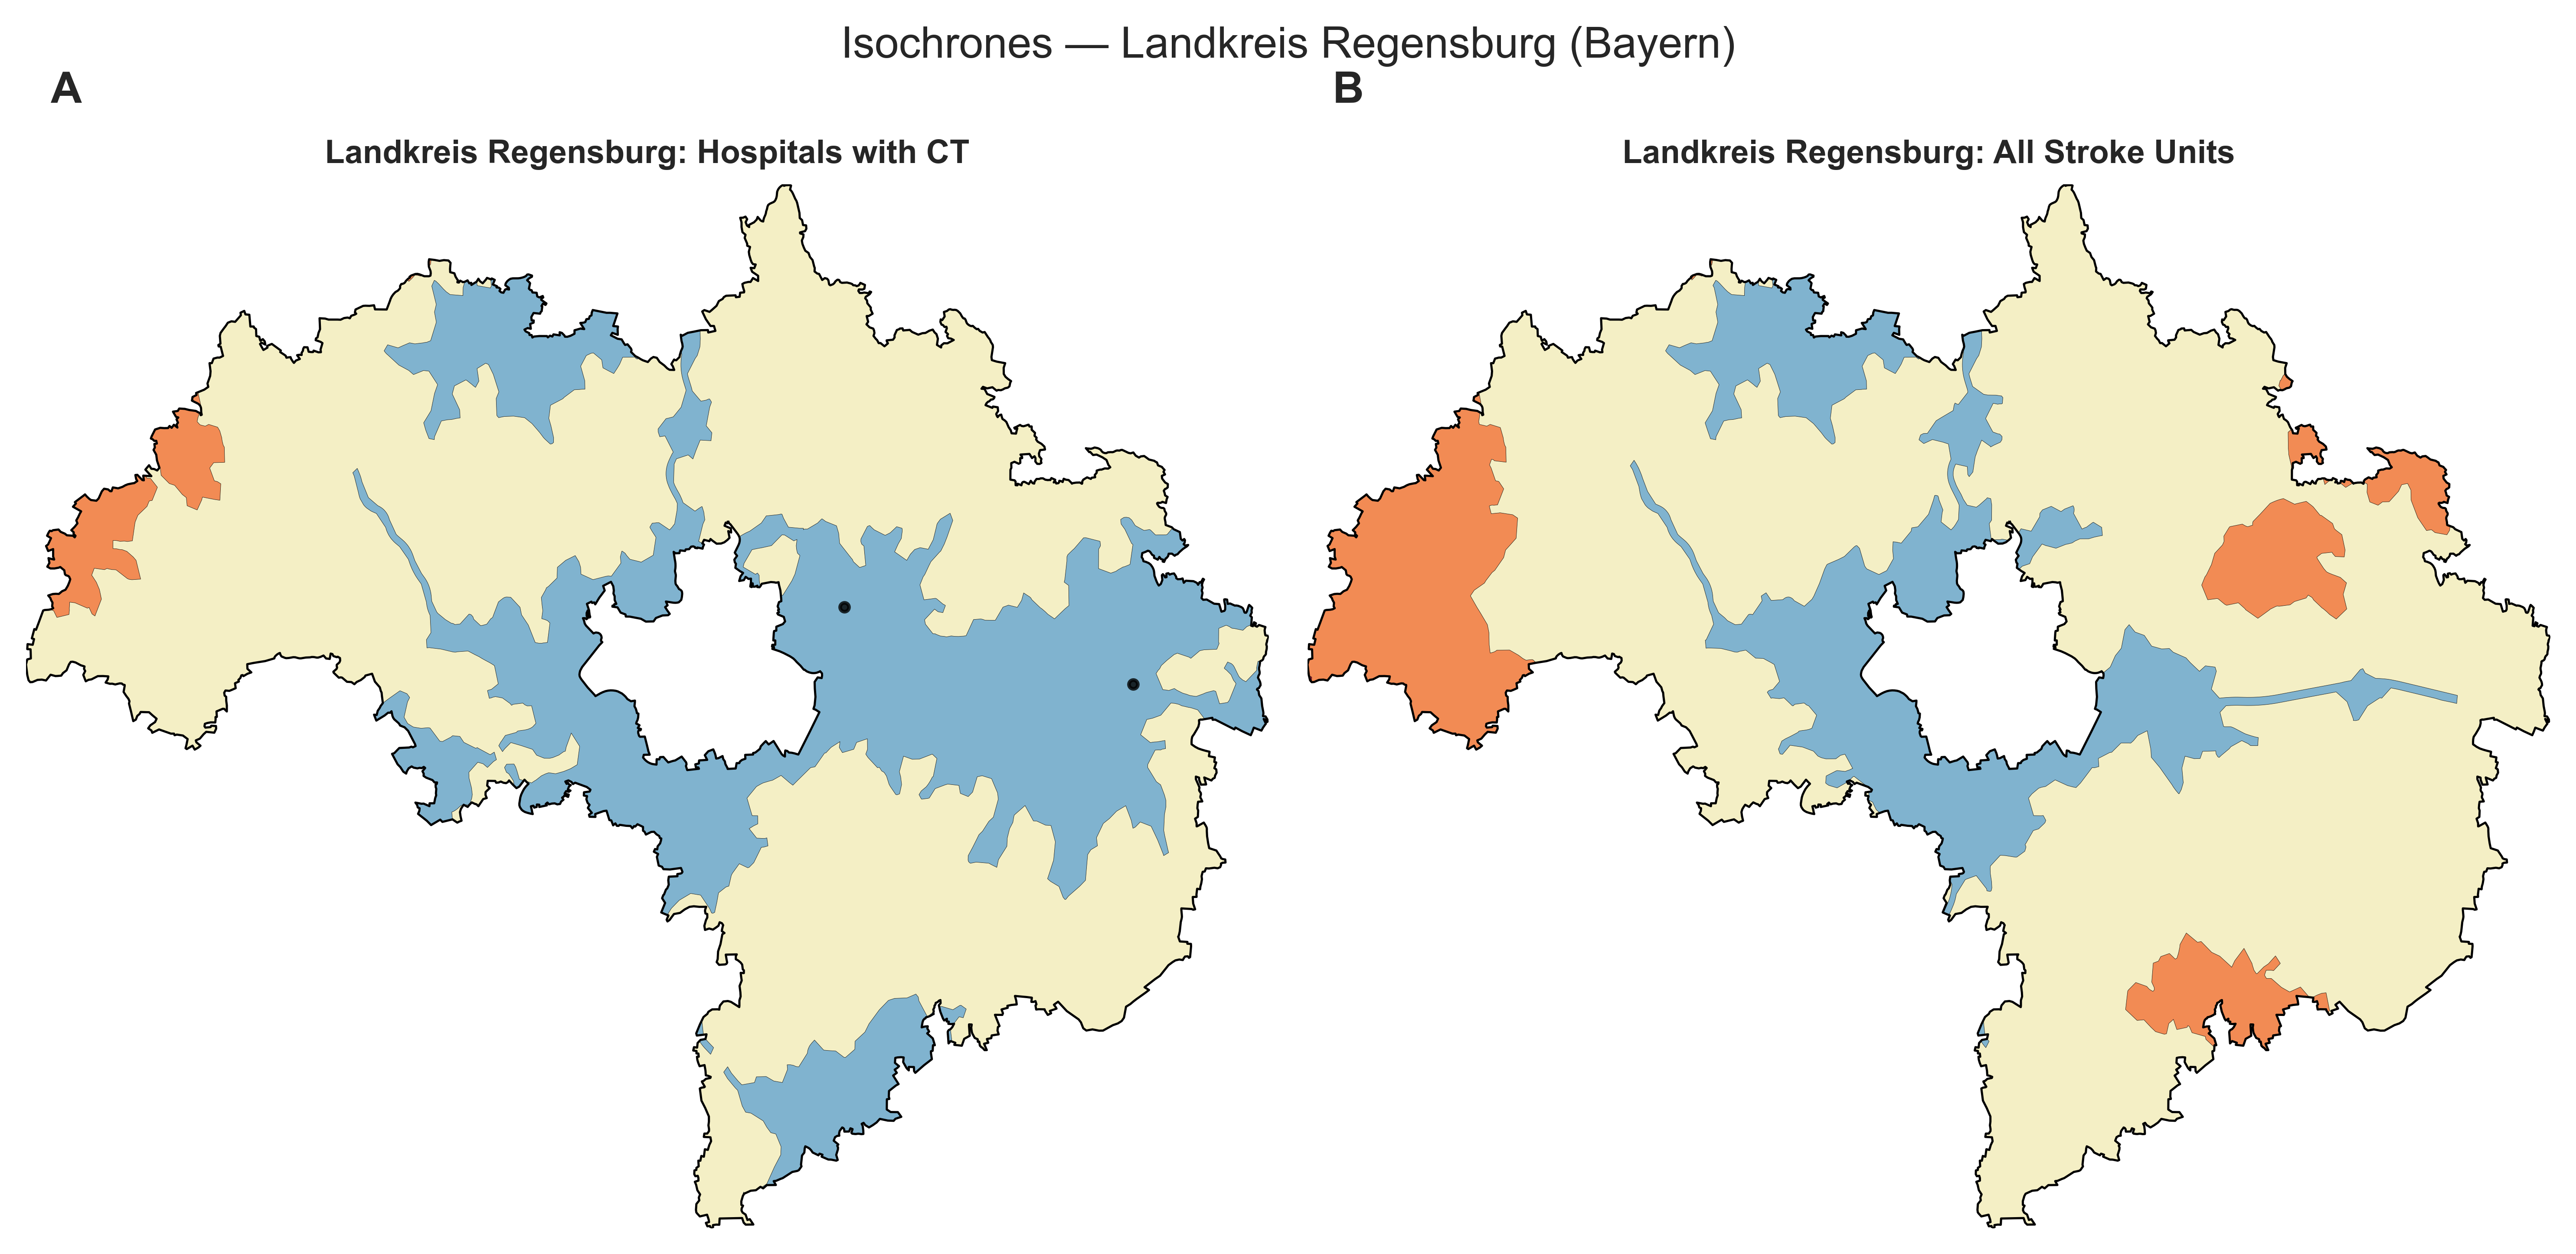 Isochrones — Landkreis Regensburg (Bayern)
A
B
Landkreis Regensburg: Hospitals with CT
Landkreis Regensburg: All Stroke Units